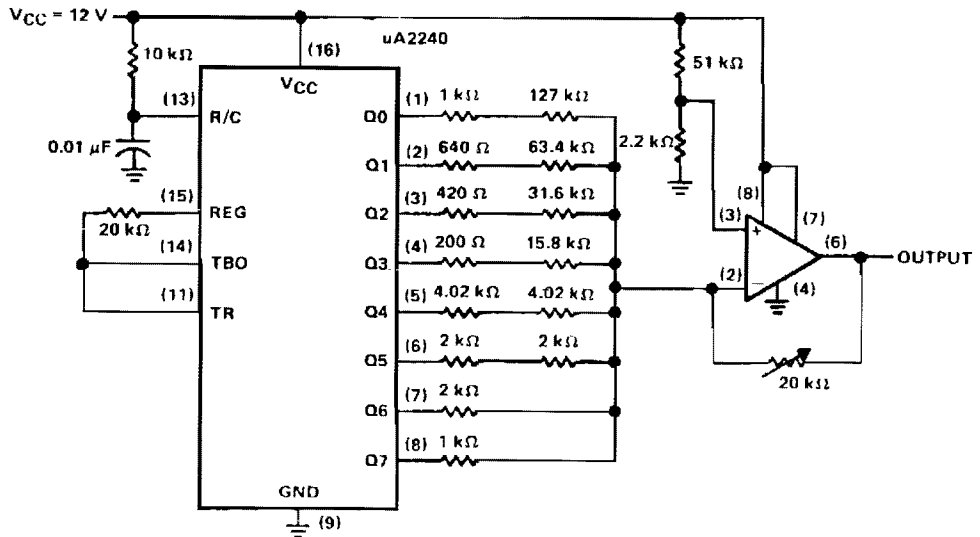 VCC = 12 V
uA2240
10 kΩ
(16)
VCC
51 kΩ
(13)
R/C
Q0
(1)
1 kΩ
127 kΩ
0.01 µF
2.2 kΩ
Q1
(2)
640 Ω
63.4 kΩ
(15)
REG
20 kΩ
Q2
(3)
420 Ω
31.6 kΩ
(8)
(3)
+
(7)
(6)
OUTPUT
(14)
TBO
Q3
(4)
200 Ω
15.8 kΩ
(2)
−
(4)
(11)
TR
Q4
(5)
4.02 kΩ
4.02 kΩ
Q5
(6)
2 kΩ
2 kΩ
20 kΩ
Q6
(7)
2 kΩ
Q7
(8)
1 kΩ
GND
(9)